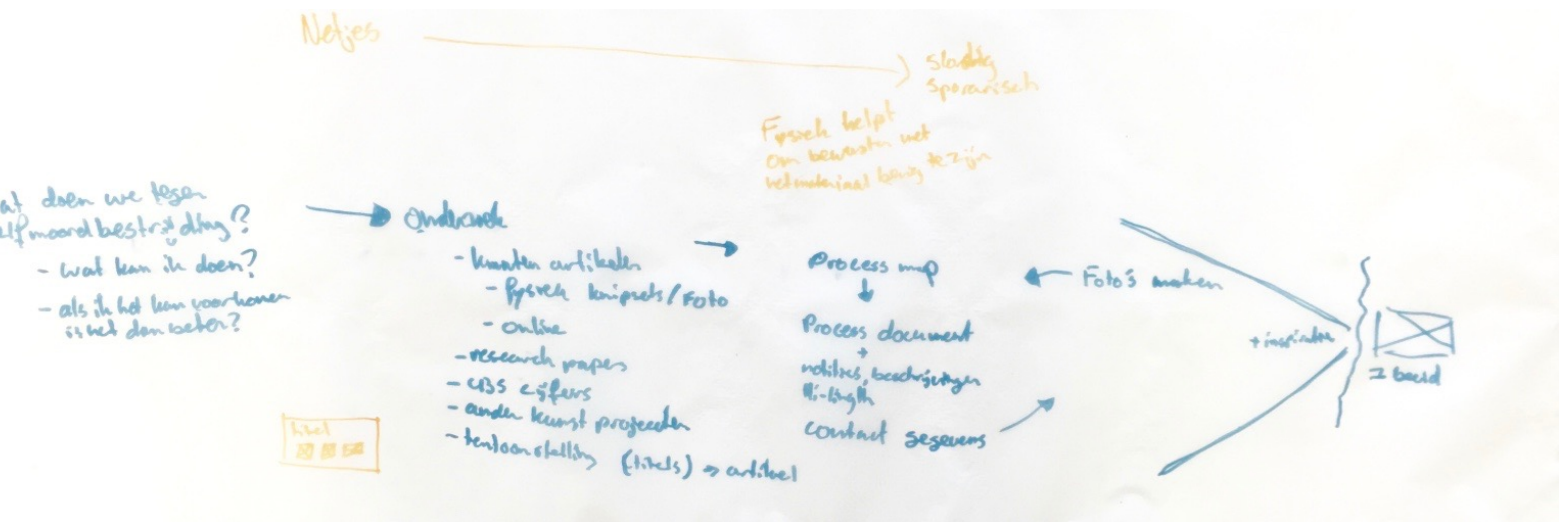 Netjes
slordig
sporarisch
Fysiek helpt
om bewuster met
het materiaal bezig te zijn
at doen we tegen
elfmoordbestrijding?
- wat kan ik doen?
- als ik het kan voorkomen
is het dan beter?
Onderzoek
- kranten artikelen
- fysiek knipsels/Foto
- online
- research papers
- CBS cijfers
- ander kunst projecten
- tentoonstelling (titels) → artikel
titel
Process map
Process document
+
notities, beschrijvingen
contact gegevens
Foto's maken
+ inspiratie
1 beeld